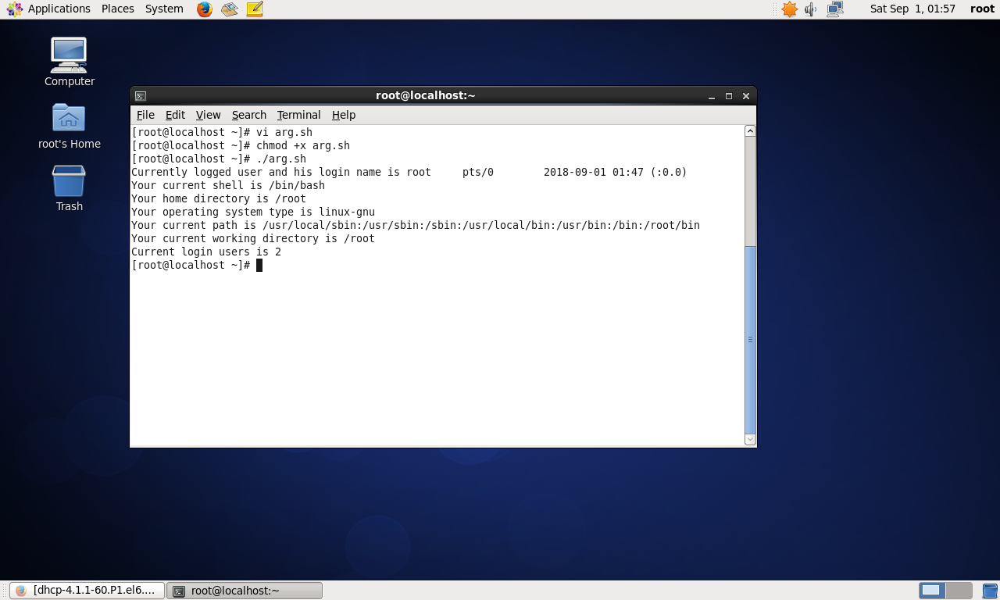 Applications Places System Sat Sep 1, 01:57 root
Computer
root's Home
Trash
root@localhost:~
File Edit View Search Terminal Help
[root@localhost ~]# vi arg.sh
[root@localhost ~]# chmod +x arg.sh
[root@localhost ~]# ./arg.sh
Currently logged user and his login name is root     pts/0        2018-09-01 01:47 (:0.0)
Your current shell is /bin/bash
Your home directory is /root
Your operating system type is linux-gnu
Your current path is /usr/local/sbin:/usr/sbin:/sbin:/usr/local/bin:/usr/bin:/bin:/root/bin
Your current working directory is /root
Current login users is 2
[root@localhost ~]#
[dhcp-4.1.1-60.P1.el6.... root@localhost:~